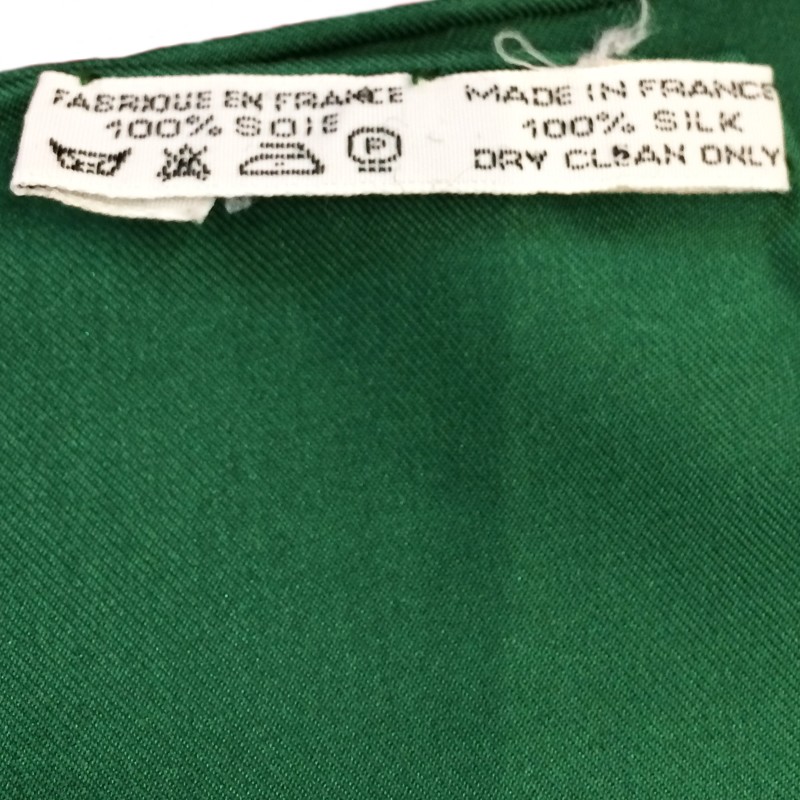 FABRIQUE EN FRANCE
100% SOIE
P
MADE IN FRANCE
100% SILK
DRY CLEAN ONLY